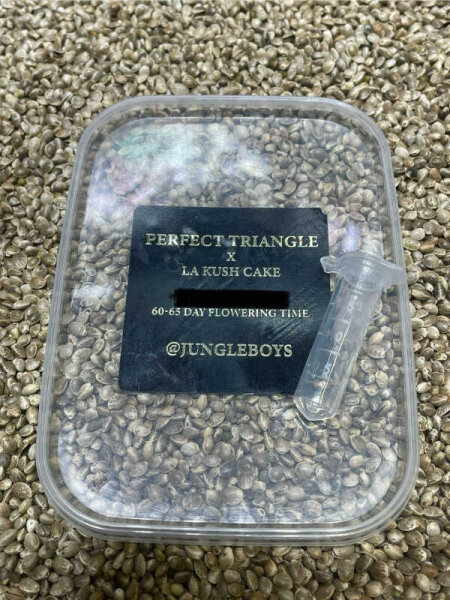 PERFECT TRIANGLE
X
LA KUSH CAKE
60-65 DAY FLOWERING TIME
@JUNGLEBOYS